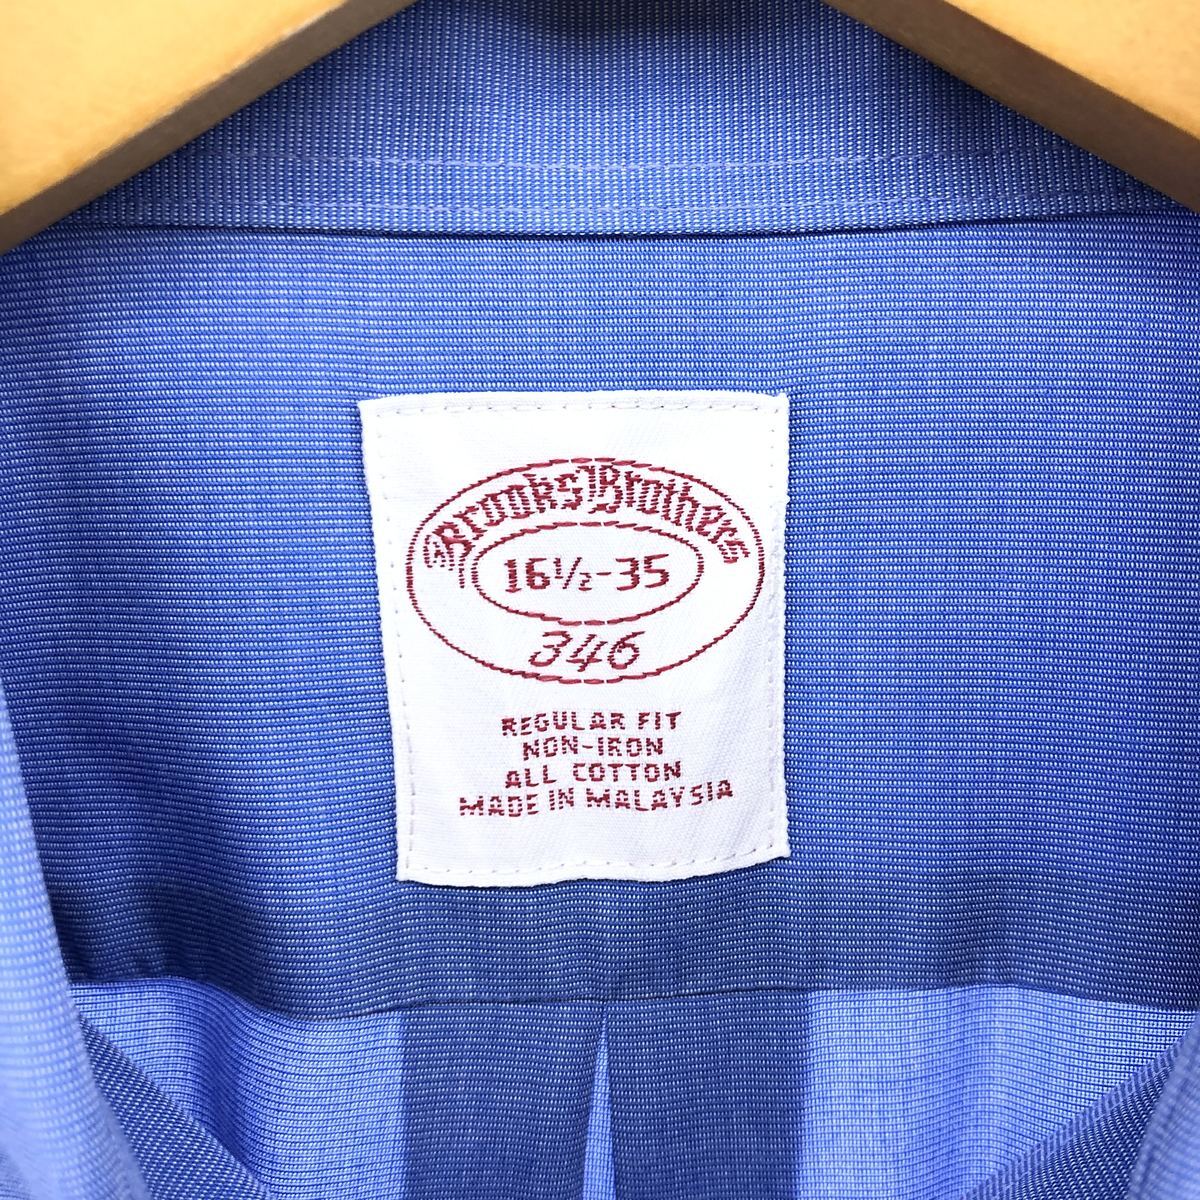 Brooks Brothers
16½-35
346
REGULAR FIT
NON-IRON
ALL COTTON
MADE IN MALAYSIA